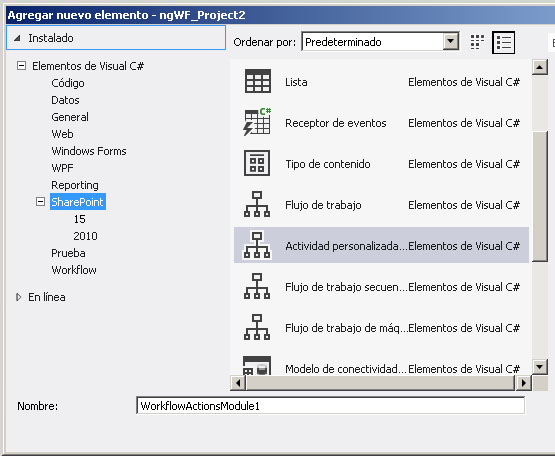 Agregar nuevo elemento - ngWF_Project2
Instalado
Elementos de Visual C#
Código
Datos
General
Web
Windows Forms
WPF
Reporting
SharePoint
15
2010
Prueba
Workflow
En línea
Ordenar por: Predeterminado
Lista Elementos de Visual C#
C#
Receptor de eventos Elementos de Visual C#
Tipo de contenido Elementos de Visual C#
Flujo de trabajo Elementos de Visual C#
Actividad personalizada... Elementos de Visual C#
Flujo de trabajo secuen... Elementos de Visual C#
Flujo de trabajo de máq... Elementos de Visual C#
Modelo de conectividad... Elementos de Visual C#
Nombre: WorkflowActionsModule1